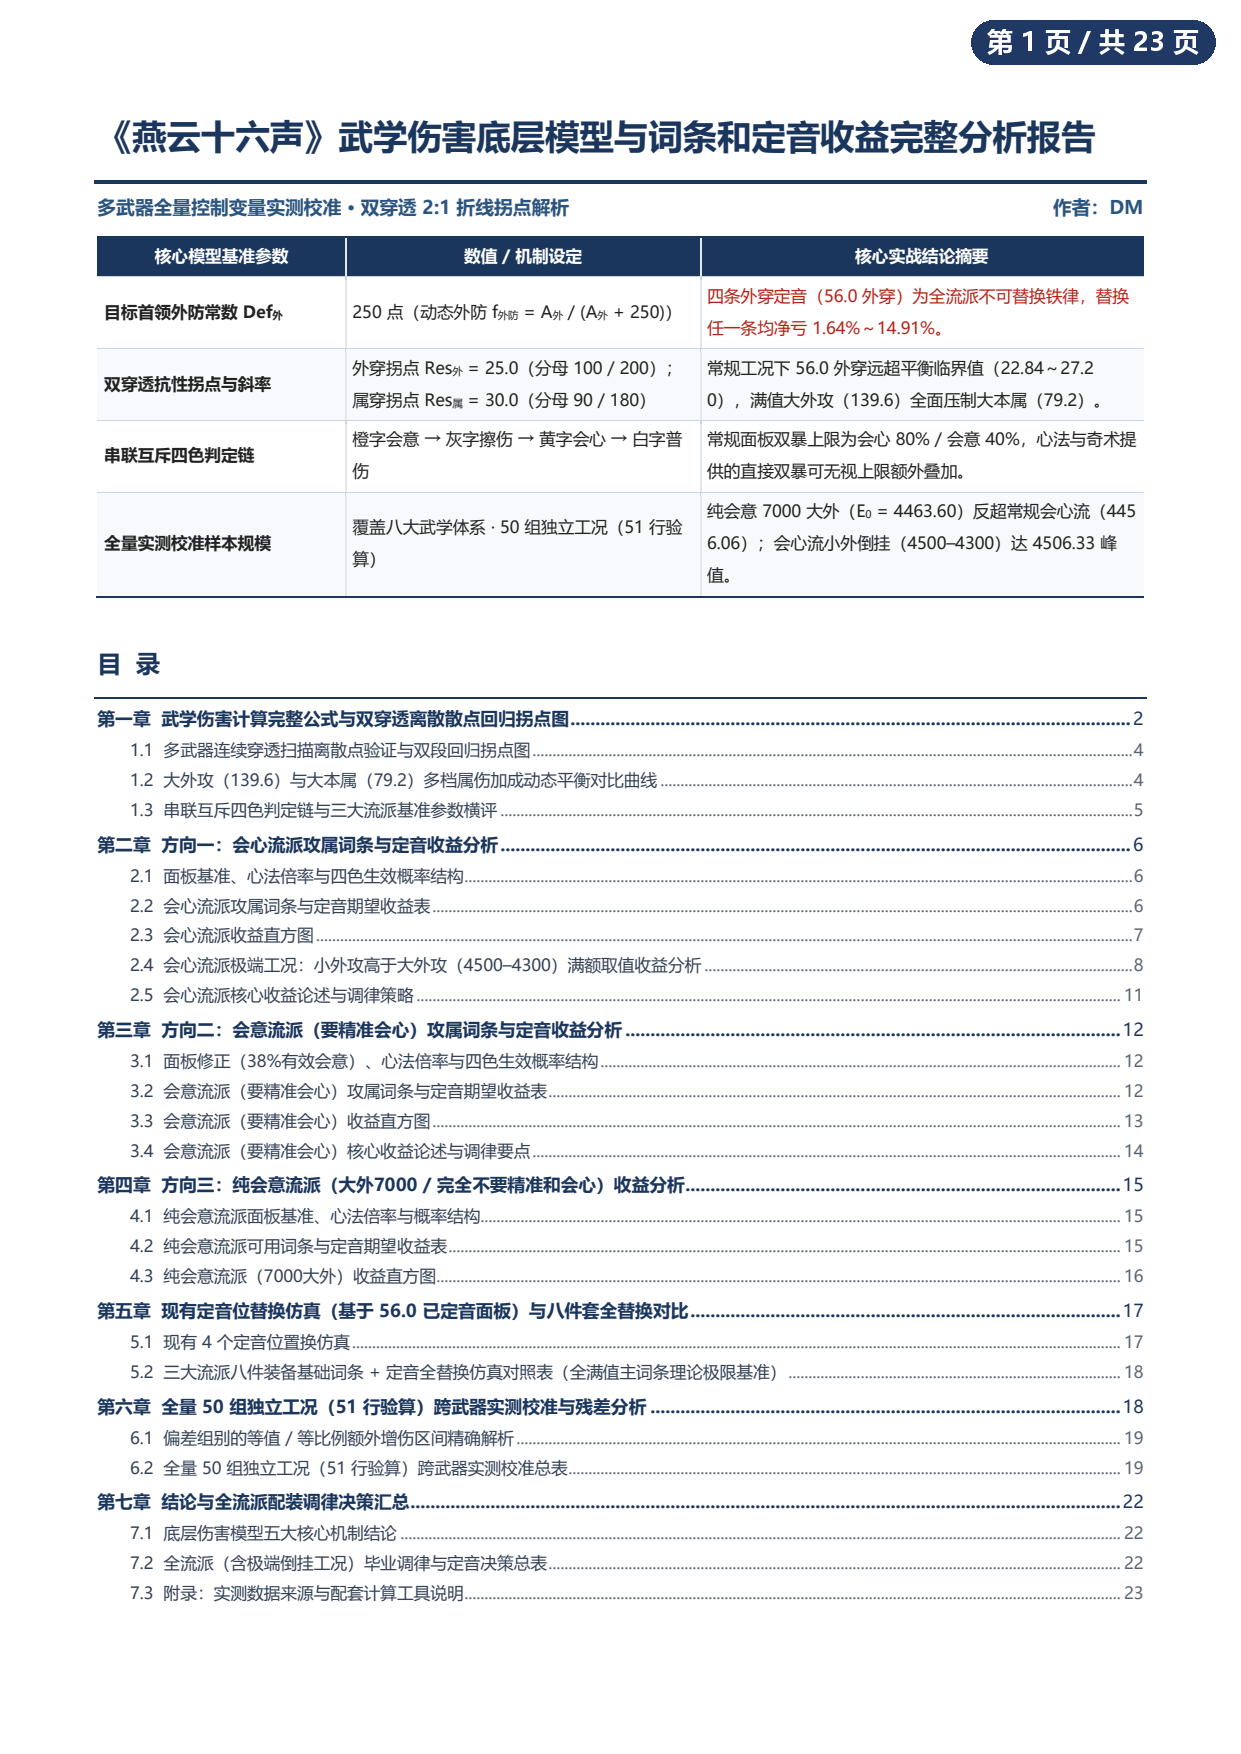 第 1 页 / 共 23 页
《燕云十六声》武学伤害底层模型与词条和定音收益完整分析报告
多武器全量控制变量实测校准 • 双穿透 2:1 折线拐点解析 作者：DM
核心模型基准参数 数值 / 机制设定 核心实战结论摘要
目标首领外防常数 Def外
250 点（动态外防 f外防 = A外 / (A外 + 250)）
四条外穿定音（56.0 外穿）为全流派不可替换铁律，替换
任一条均净亏 1.64%～14.91%。
双穿透抗性拐点与斜率
外穿拐点 Res外 = 25.0（分母 100 / 200）；
属穿拐点 Res属 = 30.0（分母 90 / 180）
常规工况下 56.0 外穿远超平衡临界值（22.84～27.2
0），满值大外攻（139.6）全面压制大本属（79.2）。
串联互斥四色判定链
橙字会意 → 灰字擦伤 → 黄字会心 → 白字普
伤
常规面板双暴上限为会心 80% / 会意 40%，心法与奇术提
供的直接双暴可无视上限额外叠加。
全量实测校准样本规模
覆盖八大武学体系 · 50 组独立工况（51 行验
算）
纯会意 7000 大外（E₀ = 4463.60）反超常规会心流（445
6.06）；会心流小外倒挂（4500–4300）达 4506.33 峰
值。
目 录
第一章 武学伤害计算完整公式与双穿透离散散点回归拐点图 2
1.1 多武器连续穿透扫描离散点验证与双段回归拐点图 4
1.2 大外攻（139.6）与大本属（79.2）多档属伤加成动态平衡对比曲线 4
1.3 串联互斥四色判定链与三大流派基准参数横评 5
第二章 方向一：会心流派攻属词条与定音收益分析 6
2.1 面板基准、心法倍率与四色生效概率结构 6
2.2 会心流派攻属词条与定音期望收益表 6
2.3 会心流派收益直方图 7
2.4 会心流派极端工况：小外攻高于大外攻（4500–4300）满额取值收益分析 8
2.5 会心流派核心收益论述与调律策略 11
第三章 方向二：会意流派（要精准会心）攻属词条与定音收益分析 12
3.1 面板修正（38%有效会意）、心法倍率与四色生效概率结构 12
3.2 会意流派（要精准会心）攻属词条与定音期望收益表 12
3.3 会意流派（要精准会心）收益直方图 13
3.4 会意流派（要精准会心）核心收益论述与调律要点 14
第四章 方向三：纯会意流派（大外7000 / 完全不要精准和会心）收益分析 15
4.1 纯会意流派面板基准、心法倍率与概率结构 15
4.2 纯会意流派可用词条与定音期望收益表 15
4.3 纯会意流派（7000大外）收益直方图 16
第五章 现有定音位替换仿真（基于 56.0 已定音面板）与八件套全替换对比 17
5.1 现有 4 个定音位置换仿真 17
5.2 三大流派八件装备基础词条 + 定音全替换仿真对照表（全满值主词条理论极限基准） 18
第六章 全量 50 组独立工况（51 行验算）跨武器实测校准与残差分析 18
6.1 偏差组别的等值 / 等比例额外增伤区间精确解析 19
6.2 全量 50 组独立工况（51 行验算）跨武器实测校准总表 19
第七章 结论与全流派配装调律决策汇总 22
7.1 底层伤害模型五大核心机制结论 22
7.2 全流派（含极端倒挂工况）毕业调律与定音决策总表 22
7.3 附录：实测数据来源与配套计算工具说明 23